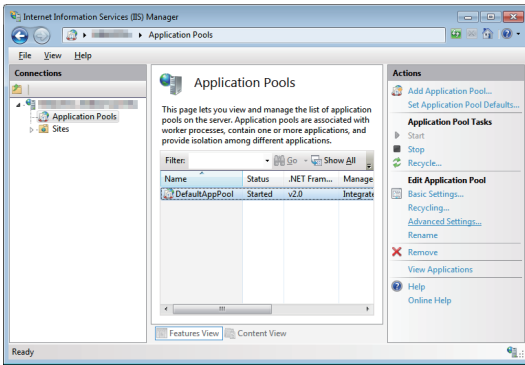 Internet Information Services (IIS) Manager
Application Pools
File View Help
Connections
Application Pools
Sites
Application Pools
This page lets you view and manage the list of application
pools on the server. Application pools are associated with
worker processes, contain one or more applications, and
provide isolation among different applications.
Filter: Go Show All
Name Status .NET Fram... Manage
DefaultAppPool Started v2.0 Integrate
Features View Content View
Actions
Add Application Pool...
Set Application Pool Defaults...
Application Pool Tasks
Start
Stop
Recycle...
Edit Application Pool
Basic Settings...
Recycling...
Advanced Settings...
Rename
Remove
View Applications
Help
Online Help
Ready